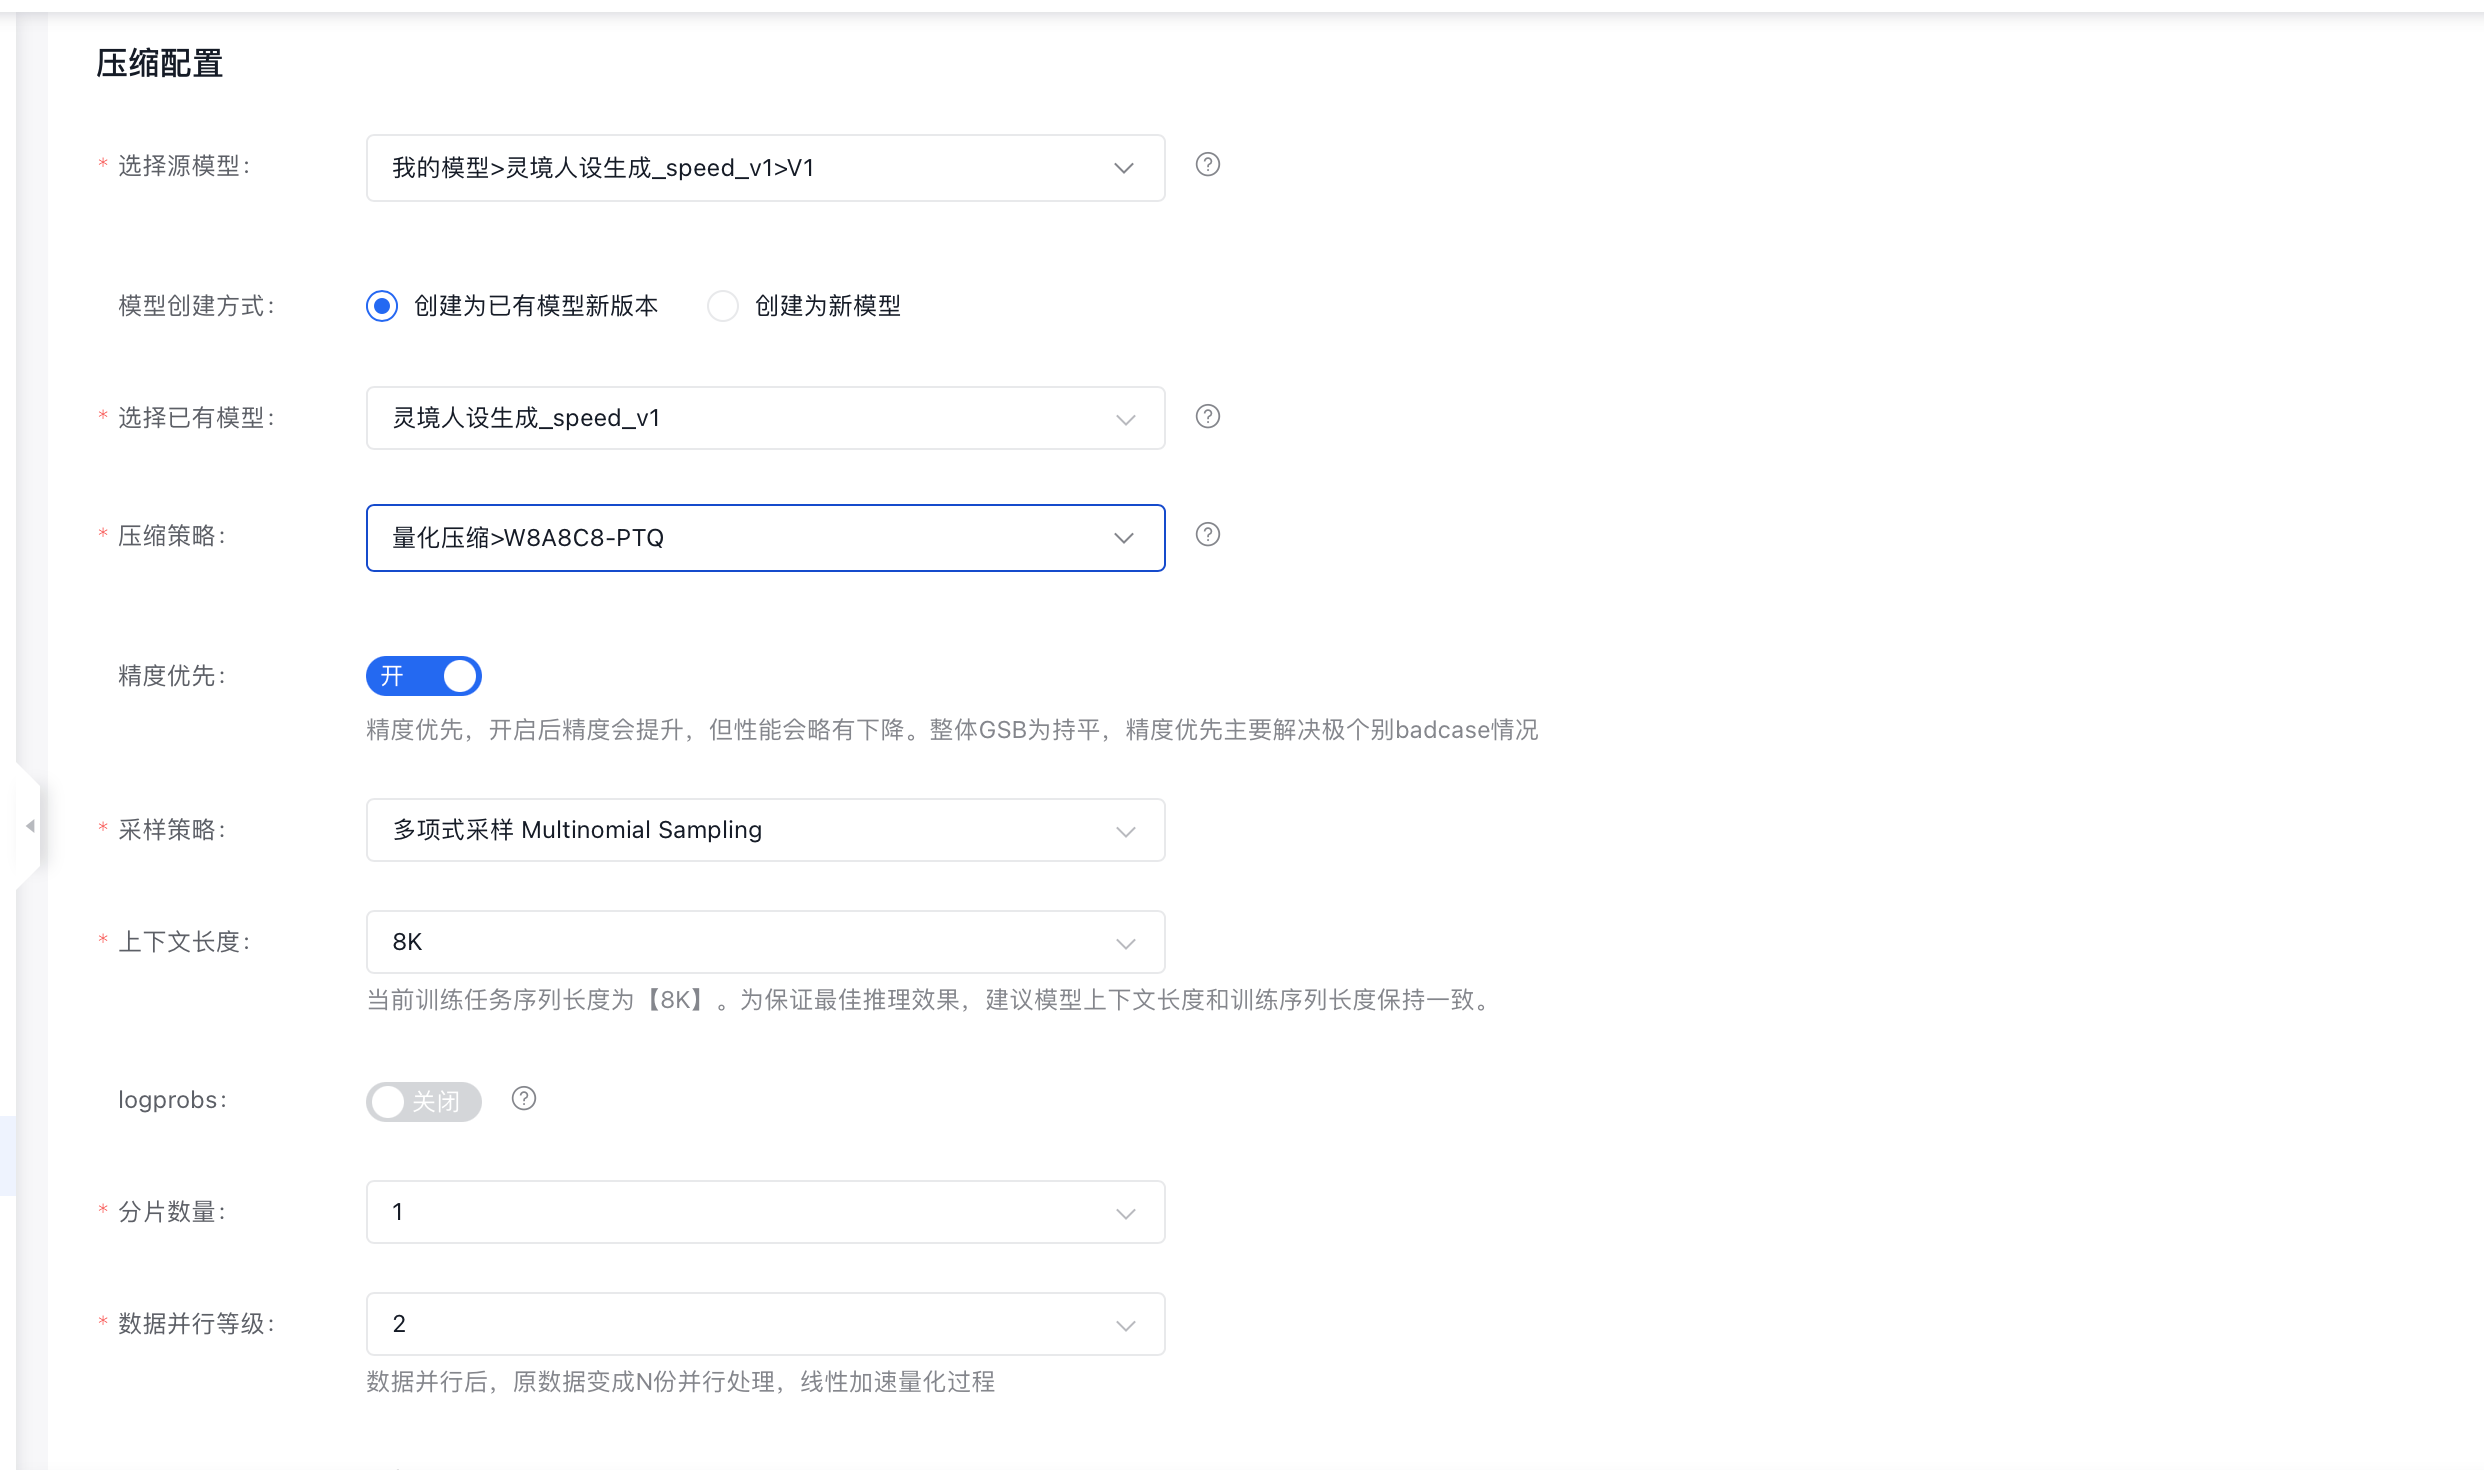 压缩配置
* 选择源模型: 我的模型>灵境人设生成_speed_v1>V1
模型创建方式: 创建为已有模型新版本 创建为新模型
* 选择已有模型: 灵境人设生成_speed_v1
* 压缩策略: 量化压缩>W8A8C8-PTQ
精度优先: 开
精度优先，开启后精度会提升，但性能会略有下降。整体GSB为持平，精度优先主要解决极个别badcase情况
* 采样策略: 多项式采样 Multinomial Sampling
* 上下文长度: 8K
当前训练任务序列长度为【8K】。为保证最佳推理效果，建议模型上下文长度和训练序列长度保持一致。
logprobs: 关闭
* 分片数量: 1
* 数据并行等级: 2
数据并行后，原数据变成N份并行处理，线性加速量化过程